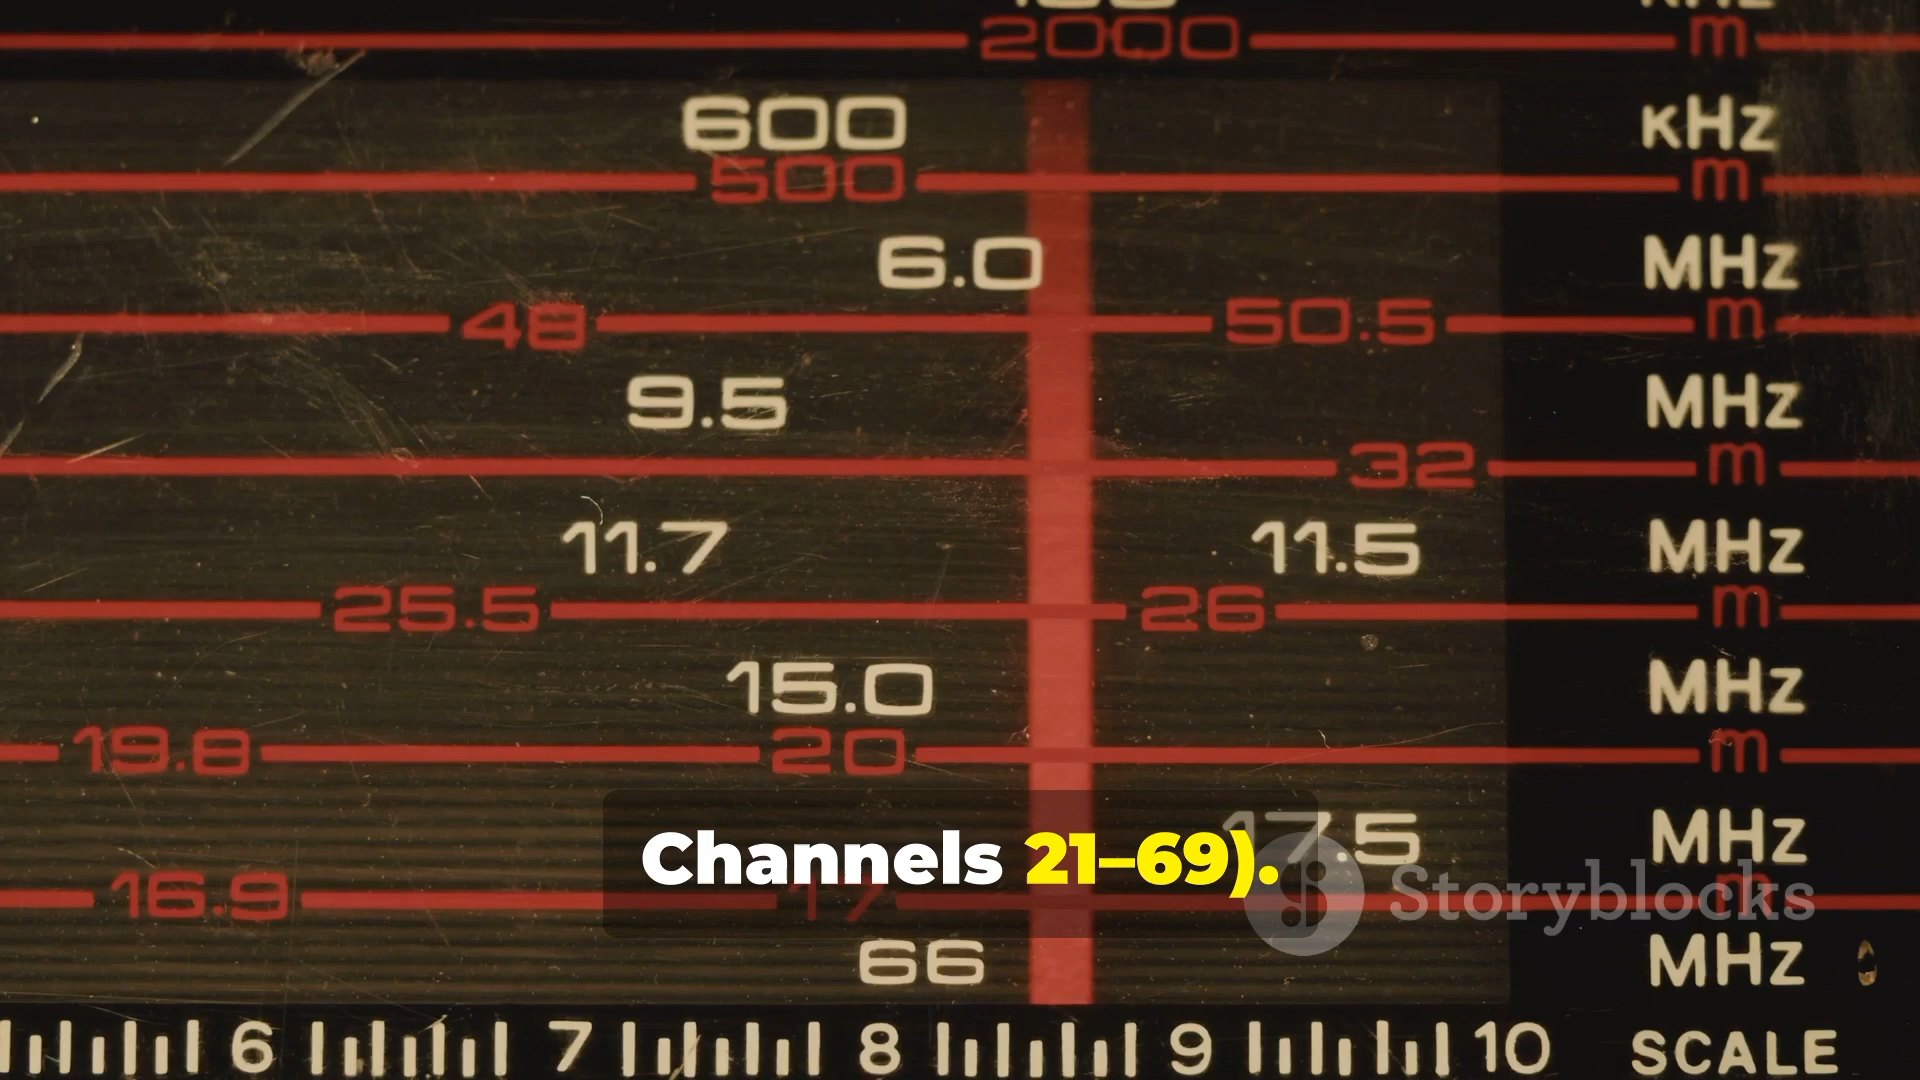 2000 m
600 KHz
500 m
6.0 MHz
48 50.5 m
9.5 MHz
32 m
11.7 11.5 MHz
25.5 26 m
15.0 MHz
19.8 20 m
17.5 MHz
Channels 21–69).
16.9 17 m
Storyblocks
66 MHz
6 7 8 9 10 SCALE